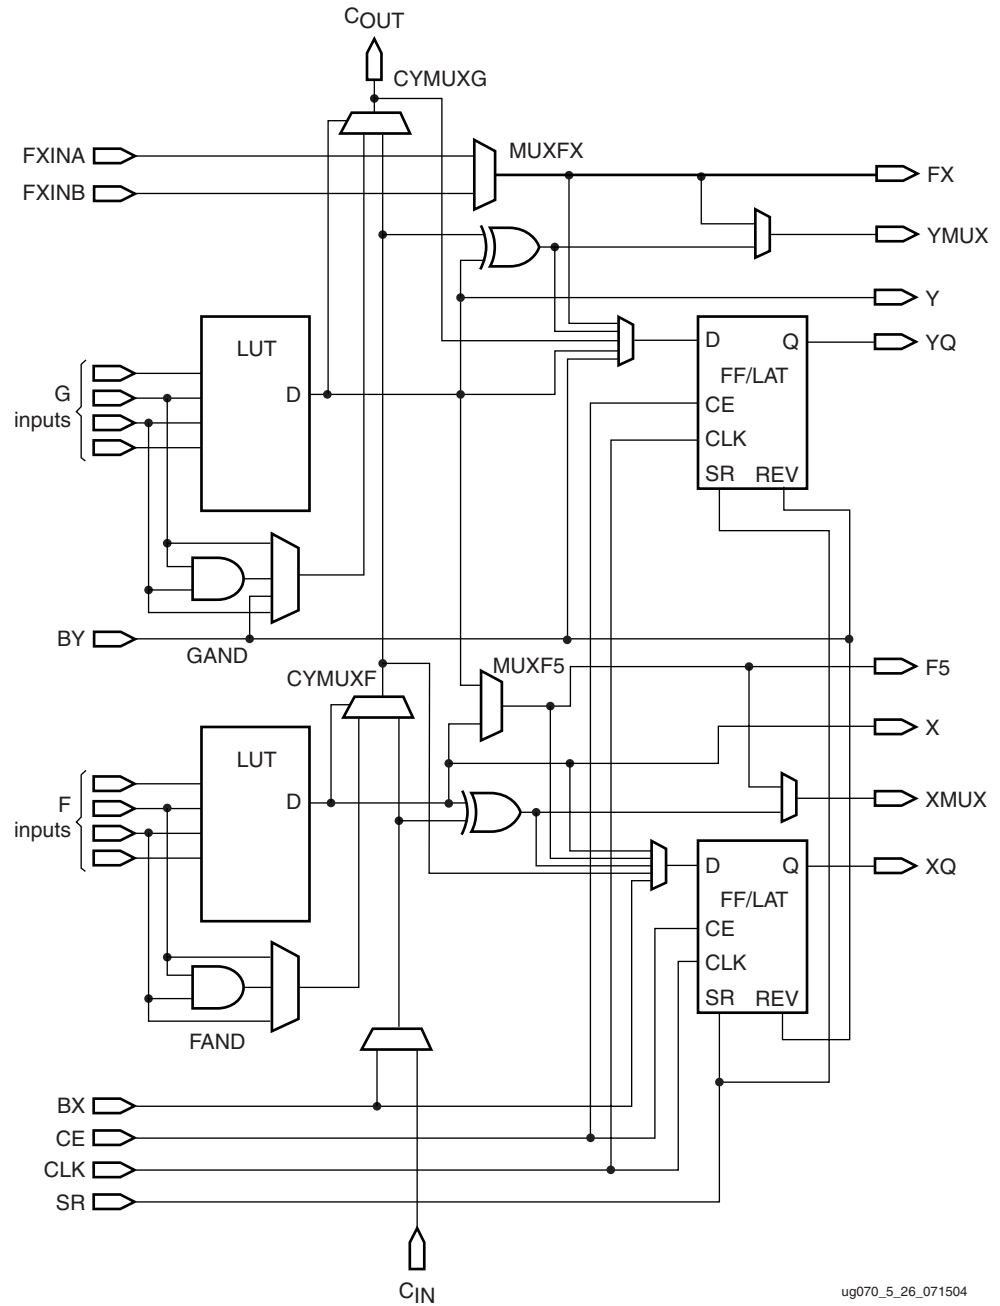 COUT
CYMUXG
FXINA
MUXFX
FX
FXINB
YMUX
Y
LUT
D
Q
YQ
G
inputs
D
FF/LAT
CE
CLK
SR REV
BY
GAND
MUXF5
F5
CYMUXF
X
LUT
D
XMUX
F
inputs
D
Q
XQ
FF/LAT
CE
CLK
SR REV
FAND
BX
CE
CLK
SR
CIN
ug070_5_26_071504